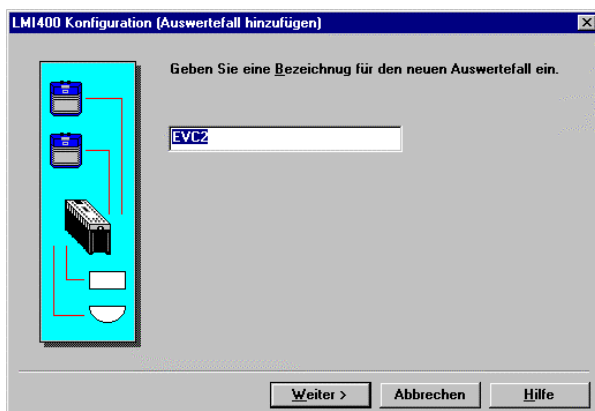 LMI400 Konfiguration (Auswertefall hinzufügen)
Geben Sie eine Bezeichnug für den neuen Auswertefall ein.
EVC2
Weiter >
Abbrechen
Hilfe